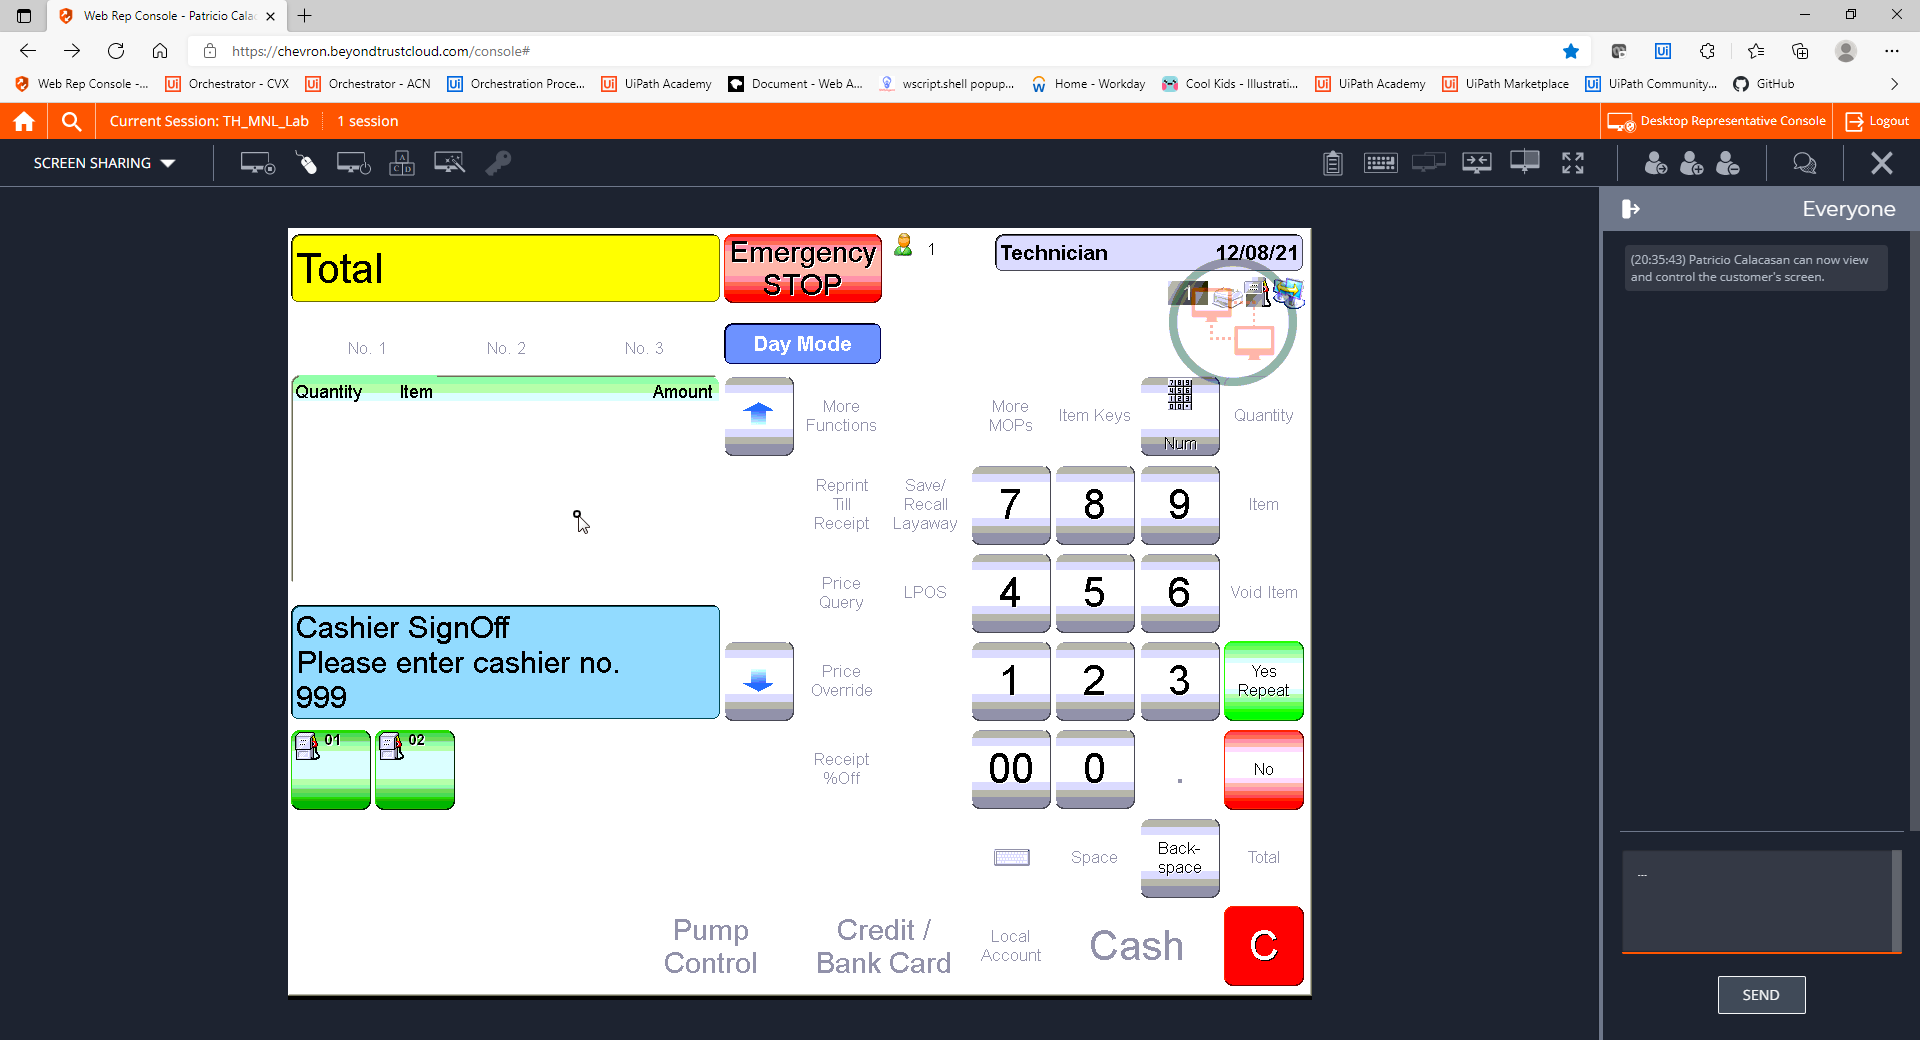 Web Rep Console - Patricio Cala
https://chevron.beyondtrustcloud.com/console#
Web Rep Console -...
Orchestrator - CVX
Orchestrator - ACN
Orchestration Proce...
UiPath Academy
Document - Web A...
wscript.shell popup...
Home - Workday
Cool Kids - Illustrati...
UiPath Academy
UiPath Marketplace
UiPath Community...
GitHub
Current Session: TH_MNL_Lab
1 session
Desktop Representative Console
Logout
SCREEN SHARING
Everyone
(20:35:43) Patricio Calacasan can now view
and control the customer's screen.
Total
Emergency
STOP
1
Technician 12/08/21
1
No. 1
No. 2
No. 3
Day Mode
Quantity Item Amount
More
Functions
More
MOPs
Item Keys
Num
Quantity
Reprint
Till
Receipt
Save/
Recall
Layaway
7
8
9
Item
Price
Query
LPOS
4
5
6
Void Item
Cashier SignOff
Please enter cashier no.
999
Price
Override
1
2
3
Yes
Repeat
01
02
Receipt
%Off
00
0
.
No
Space
Back-
space
Total
Pump
Control
Credit /
Bank Card
Local
Account
Cash
C
...
SEND